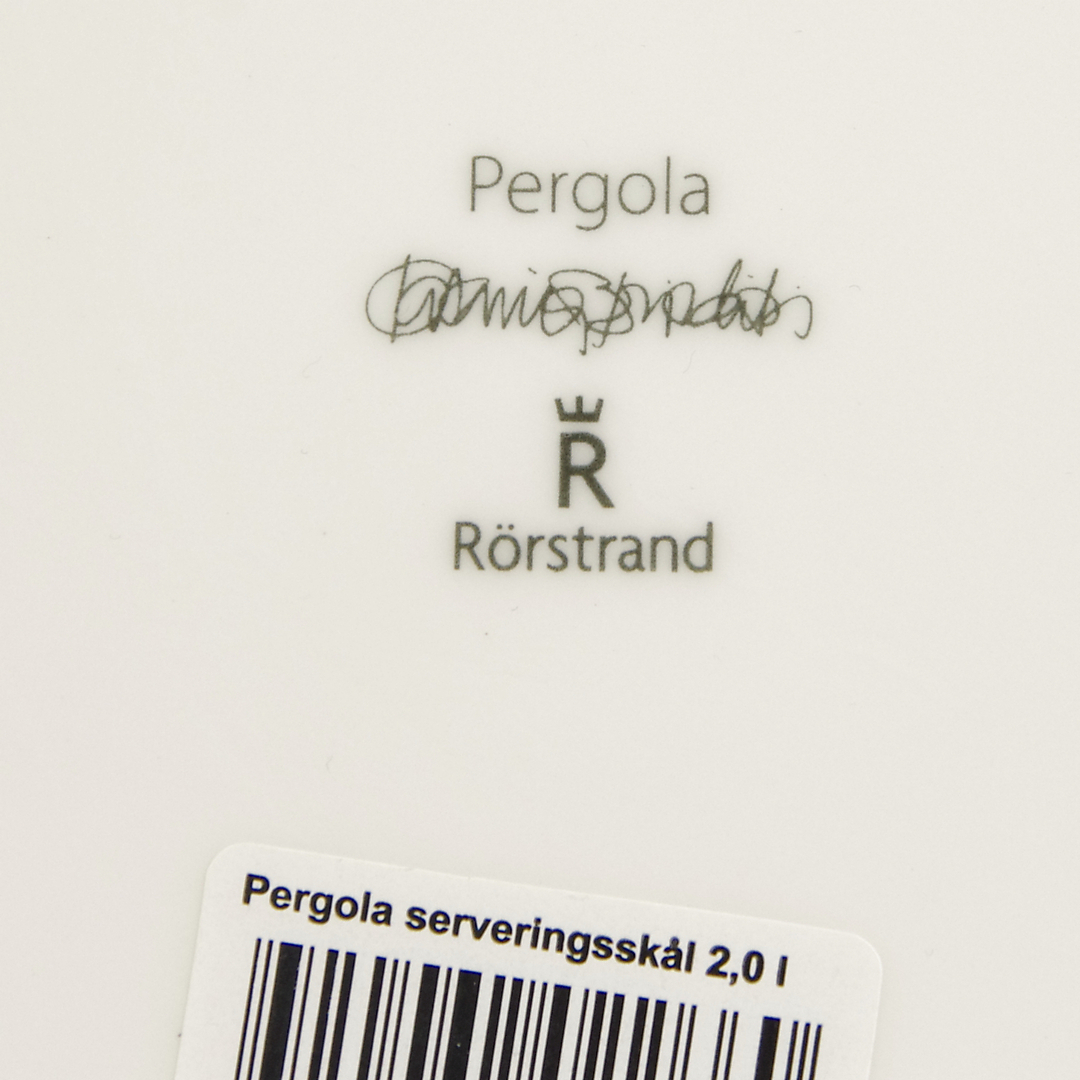 Pergola
R
Rörstrand
Pergola serveringsskål 2,0 l